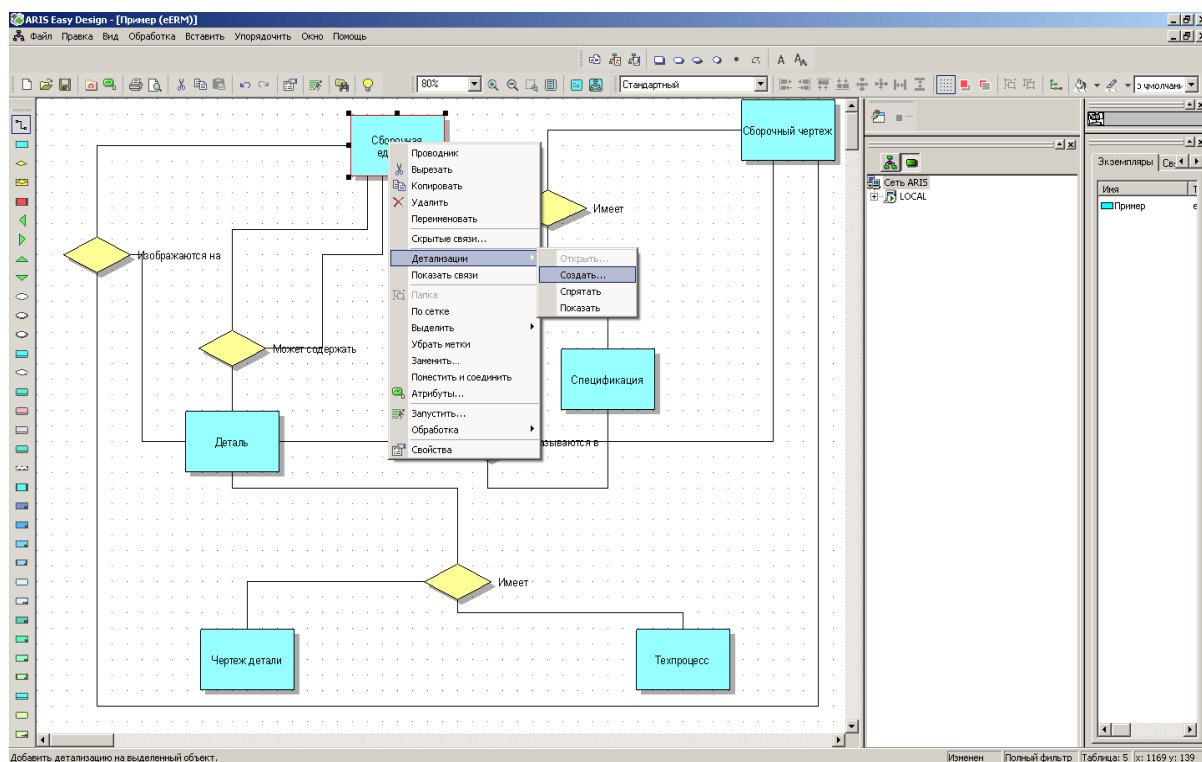 ARIS Easy Design - [Пример (eERM)]
Файл Правка Вид Обработка Вставить Упорядочить Окно Помощь
A
80%
Стандартный
Сборочная
Сборочный чертеж
Проводник
Вырезать
Копировать
Удалить
Переименовать
Скрытые связи...
Детализации
Показать связи
Папка
По сетке
Выделить
Убрать метки
Заменить...
Поместить и соединить
Атрибуты...
Запустить...
Обработка
Свойства
Открыть...
Создать...
Спрятать
Показать
Имеет
Изображаются на
Может содержать
Спецификация
Деталь
Имеет
Чертеж детали
Техпроцесс
Сеть ARIS
LOCAL
Экземпляры
Имя
Пример
Добавить детализацию на выделенный объект.
Изменен Полный фильтр Таблица: 5 x: 1169 y: 139